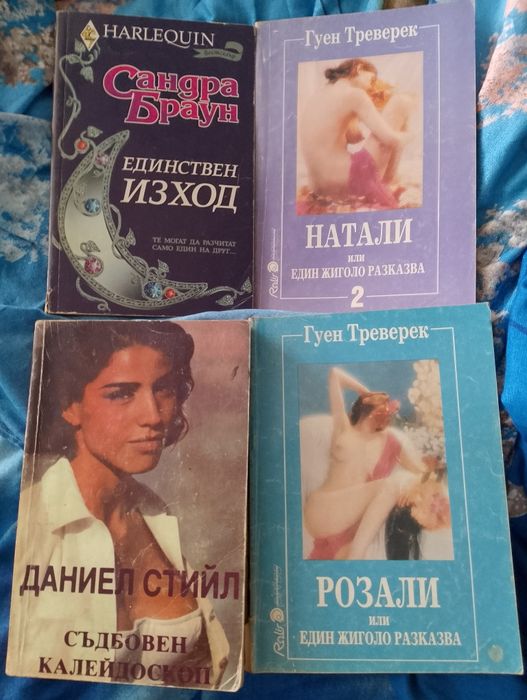 HARLEQUIN
Сандра
Браун
ЕДИНСТВЕН
ИЗХОД
ТЕ МОГАТ ДА РАЗЧИТАТ
САМО ЕДИН НА ДРУГ...
Гуен Треверек
НАТАЛИ
или
ЕДИН ЖИГОЛО РАЗКАЗВА
2
ДАНИЕЛ СТИЙЛ
СЪДБОВЕН
КАЛЕЙДОСКОП
Гуен Треверек
РОЗАЛИ
или
ЕДИН ЖИГОЛО РАЗКАЗВА